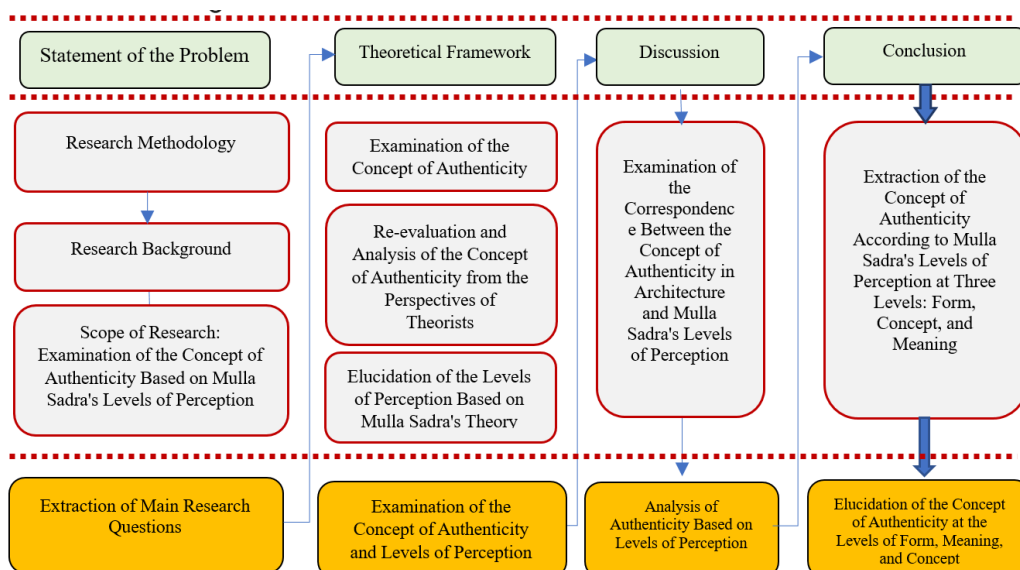 Statement of the Problem
Theoretical Framework
Discussion
Conclusion
Research Methodology
Research Background
Scope of Research:
Examination of the Concept of
Authenticity Based on Mulla
Sadra's Levels of Perception
Examination of the
Concept of Authenticity
Re-evaluation and
Analysis of the Concept
of Authenticity from the
Perspectives of
Theorists
Elucidation of the Levels
of Perception Based on
Mulla Sadra's Theory
Examination of
the
Correspondenc
e Between the
Concept of
Authenticity in
Architecture
and Mulla
Sadra's Levels
of Perception
Extraction of the
Concept of
Authenticity
According to Mulla
Sadra's Levels of
Perception at Three
Levels: Form,
Concept, and
Meaning
Extraction of Main Research
Questions
Examination of the
Concept of Authenticity
and Levels of Perception
Analysis of
Authenticity Based on
Levels of Perception
Elucidation of the Concept
of Authenticity at the
Levels of Form, Meaning,
and Concept